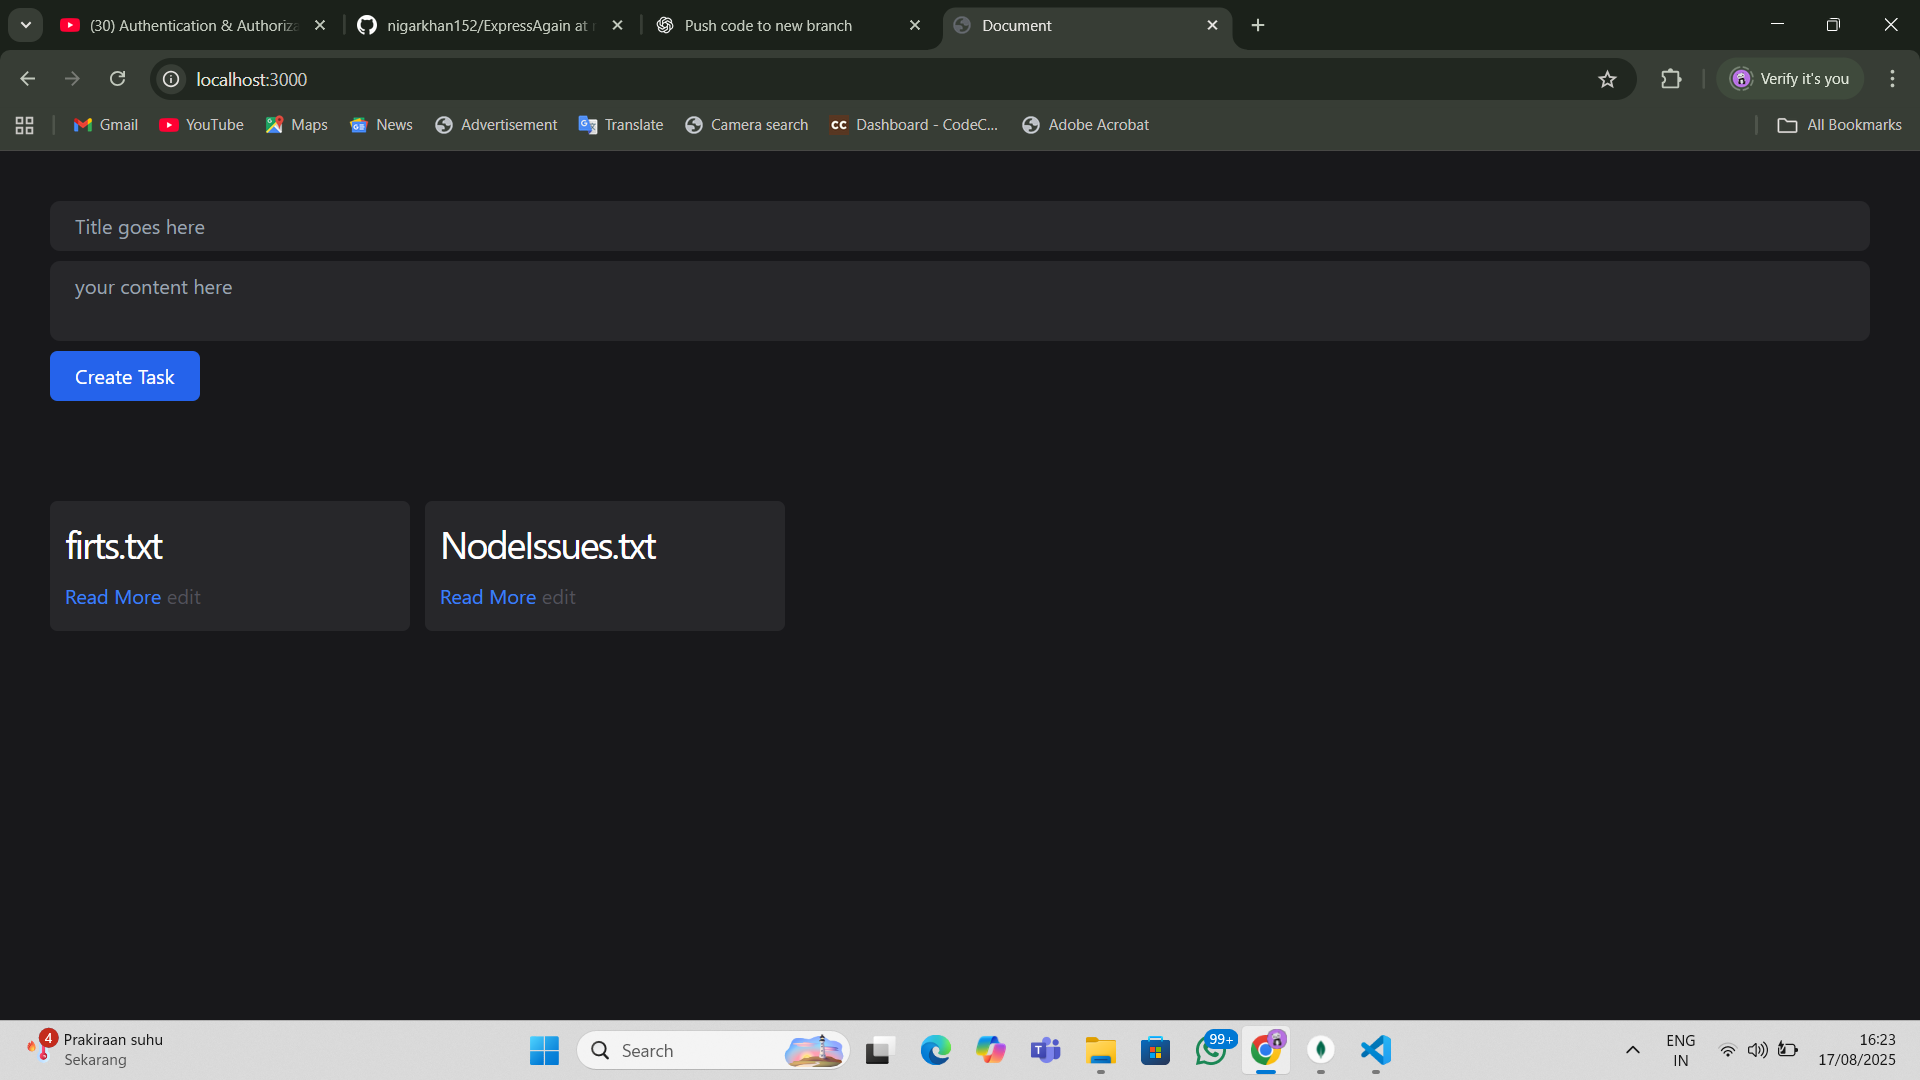 (30) Authentication & Authoriza
nigarkhan152/ExpressAgain at
Push code to new branch
Document
localhost:3000
Verify it's you
Gmail
YouTube
Maps
News
Advertisement
Translate
Camera search
CC Dashboard - CodeC...
Adobe Acrobat
All Bookmarks
Title goes here
your content here
Create Task
firts.txt
Read More edit
NodeIssues.txt
Read More edit
4
Prakiraan suhu
Sekarang
Search
99+
ENG
IN
16:23
17/08/2025